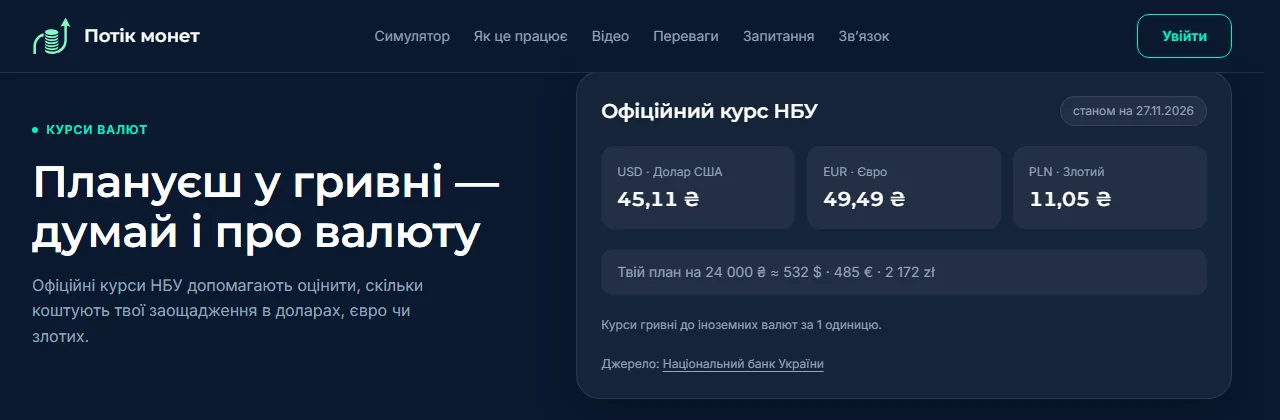 Потік монет
Симулятор
Як це працює
Відео
Переваги
Запитання
Зв'язок
Увійти
КУРСИ ВАЛЮТ
Плануєш у гривні —
думай і про валюту
Офіційні курси НБУ допомагають оцінити, скільки
коштують твої заощадження в доларах, євро чи
злотих.
Офіційний курс НБУ
станом на 27.11.2026
USD · Долар США
45,11 ₴
EUR · Євро
49,49 ₴
PLN · Злотий
11,05 ₴
Твій план на 24 000 ₴ ≈ 532 $ · 485 € · 2 172 zł
Курси гривні до іноземних валют за 1 одиницю.
Джерело: Національний банк України